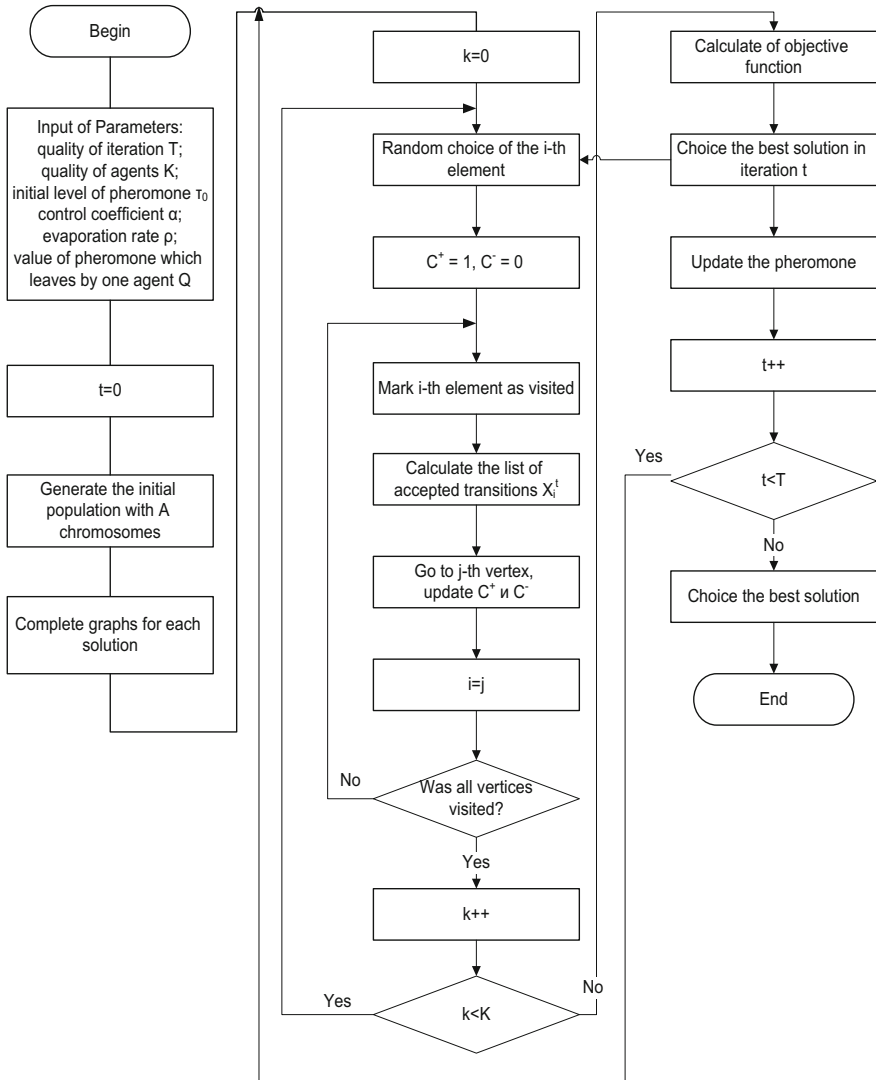 Begin
Input of Parameters:
quality of iteration T;
quality of agents K;
initial level of pheromone τ₀
control coefficient α;
evaporation rate ρ;
value of pheromone which
leaves by one agent Q
t=0
Generate the initial
population with A
chromosomes
Complete graphs for each
solution
k=0
Random choice of the i-th
element
C⁺ = 1, C⁻ = 0
Mark i-th element as visited
Calculate the list of
accepted transitions Xᵢᵗ
Go to j-th vertex,
update C⁺ и C⁻
i=j
No
Was all vertices
visited?
Yes
k++
Yes
k<K
No
Calculate of objective
function
Choice the best solution in
iteration t
Update the pheromone
t++
Yes
t<T
No
Choice the best solution
End